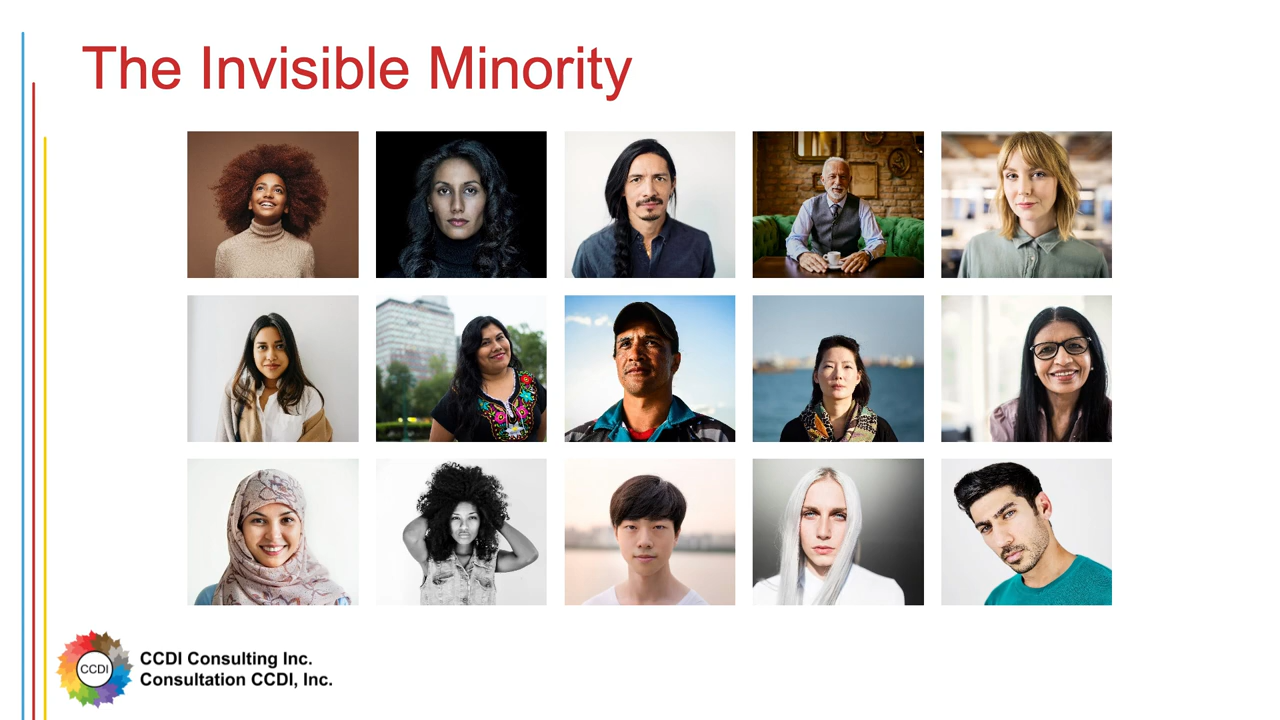 The Invisible Minority
CCDI
CCDI Consulting Inc.
Consultation CCDI, Inc.